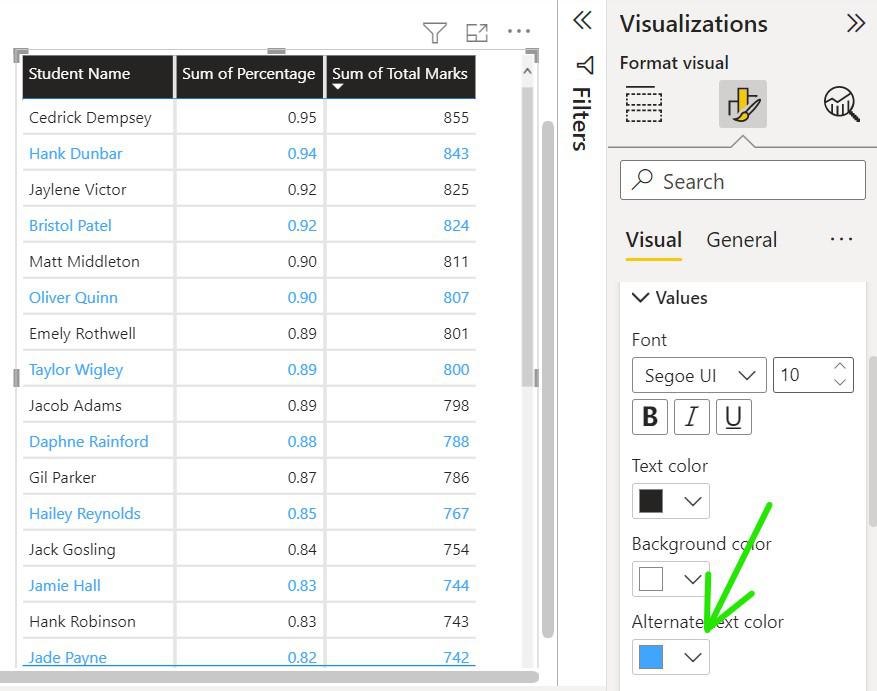 Student Name Sum of Percentage Sum of Total Marks
Cedrick Dempsey 0.95 855
Hank Dunbar 0.94 843
Jaylene Victor 0.92 825
Bristol Patel 0.92 824
Matt Middleton 0.90 811
Oliver Quinn 0.90 807
Emely Rothwell 0.89 801
Taylor Wigley 0.89 800
Jacob Adams 0.89 798
Daphne Rainford 0.88 788
Gil Parker 0.87 786
Hailey Reynolds 0.85 767
Jack Gosling 0.84 754
Jamie Hall 0.83 744
Hank Robinson 0.83 743
Jade Payne 0.82 742
Filters
Visualizations
Format visual
Search
Visual General
Values
Font
Segoe UI 10
B I U
Text color
Background color
Alternate text color